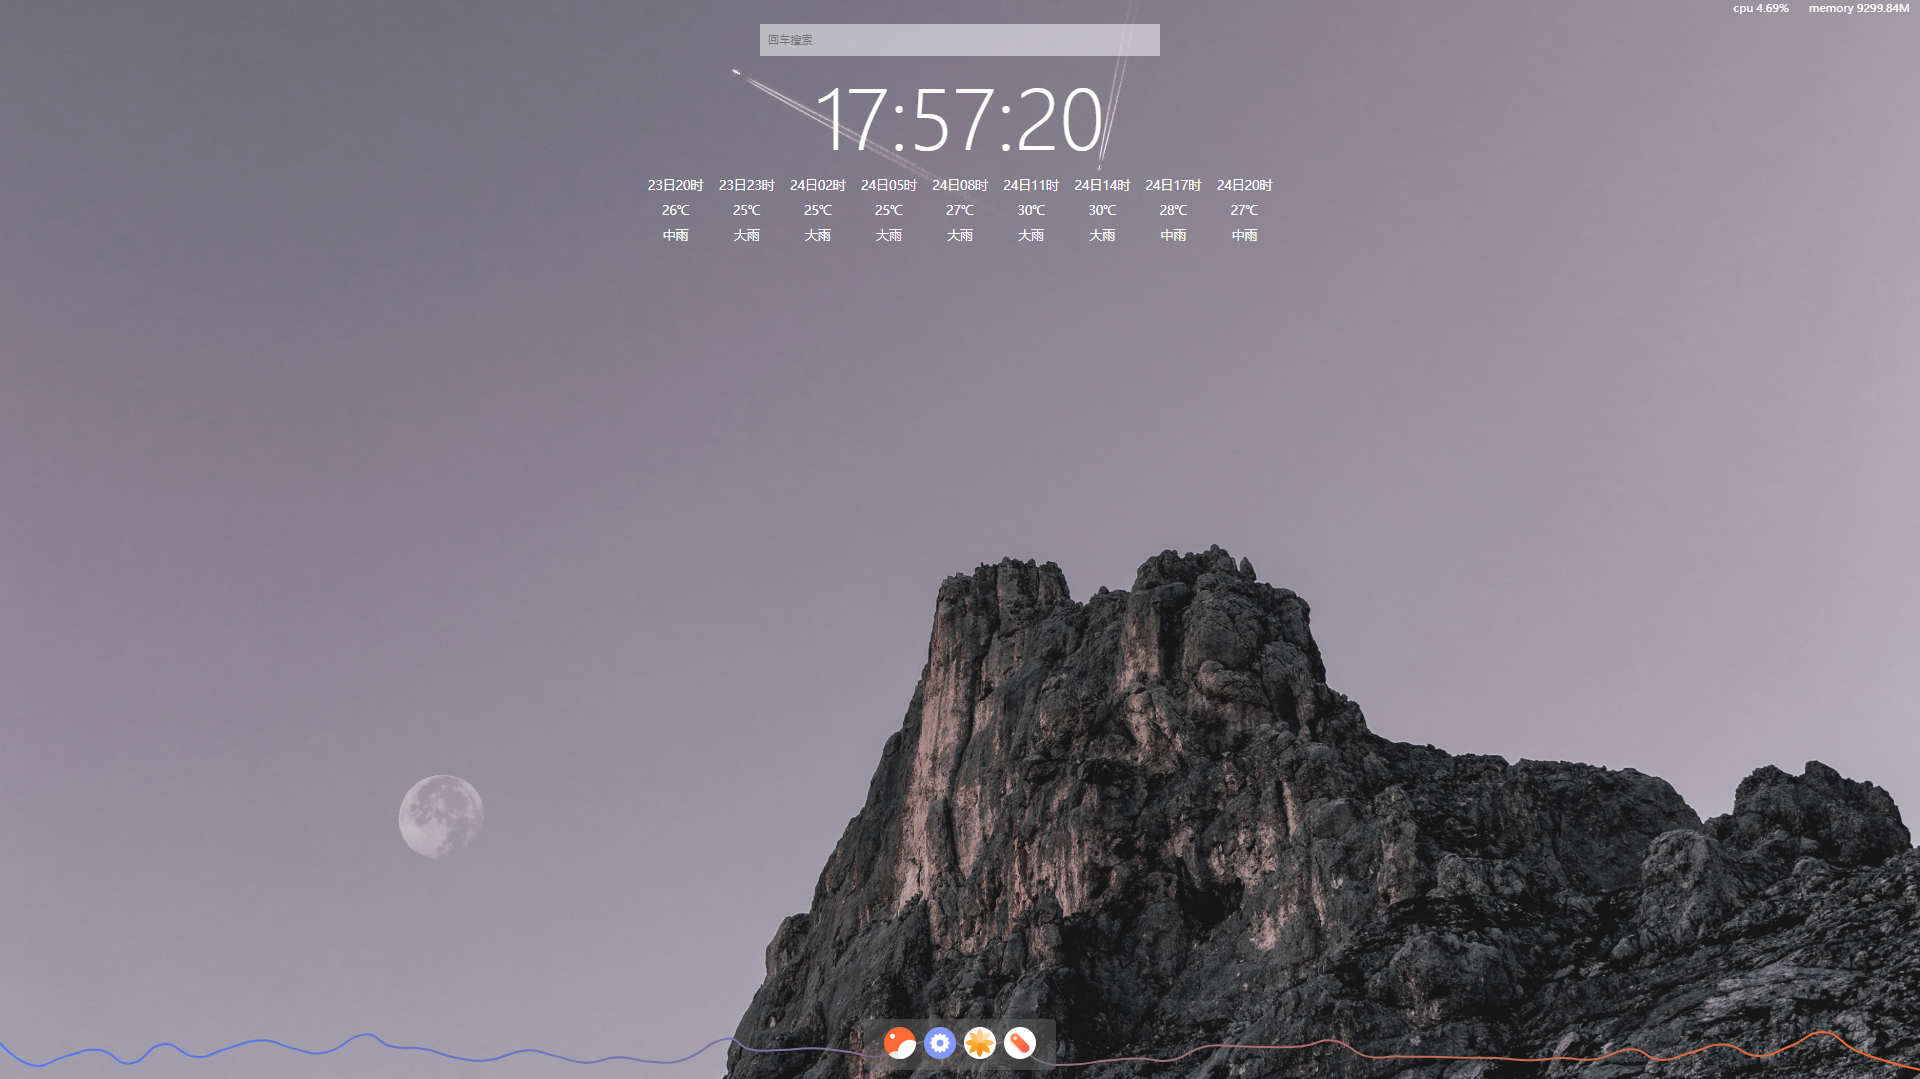 cpu 4.69% memory 9299.84M
回车搜索
17:57:20
23日20时 23日23时 24日02时 24日05时 24日08时 24日11时 24日14时 24日17时 24日20时
26℃ 25℃ 25℃ 25℃ 27℃ 30℃ 30℃ 28℃ 27℃
中雨 大雨 大雨 大雨 大雨 大雨 大雨 中雨 中雨